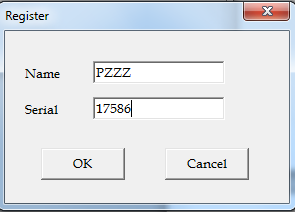 Register
Name PZZZ
Serial 17586
OK Cancel